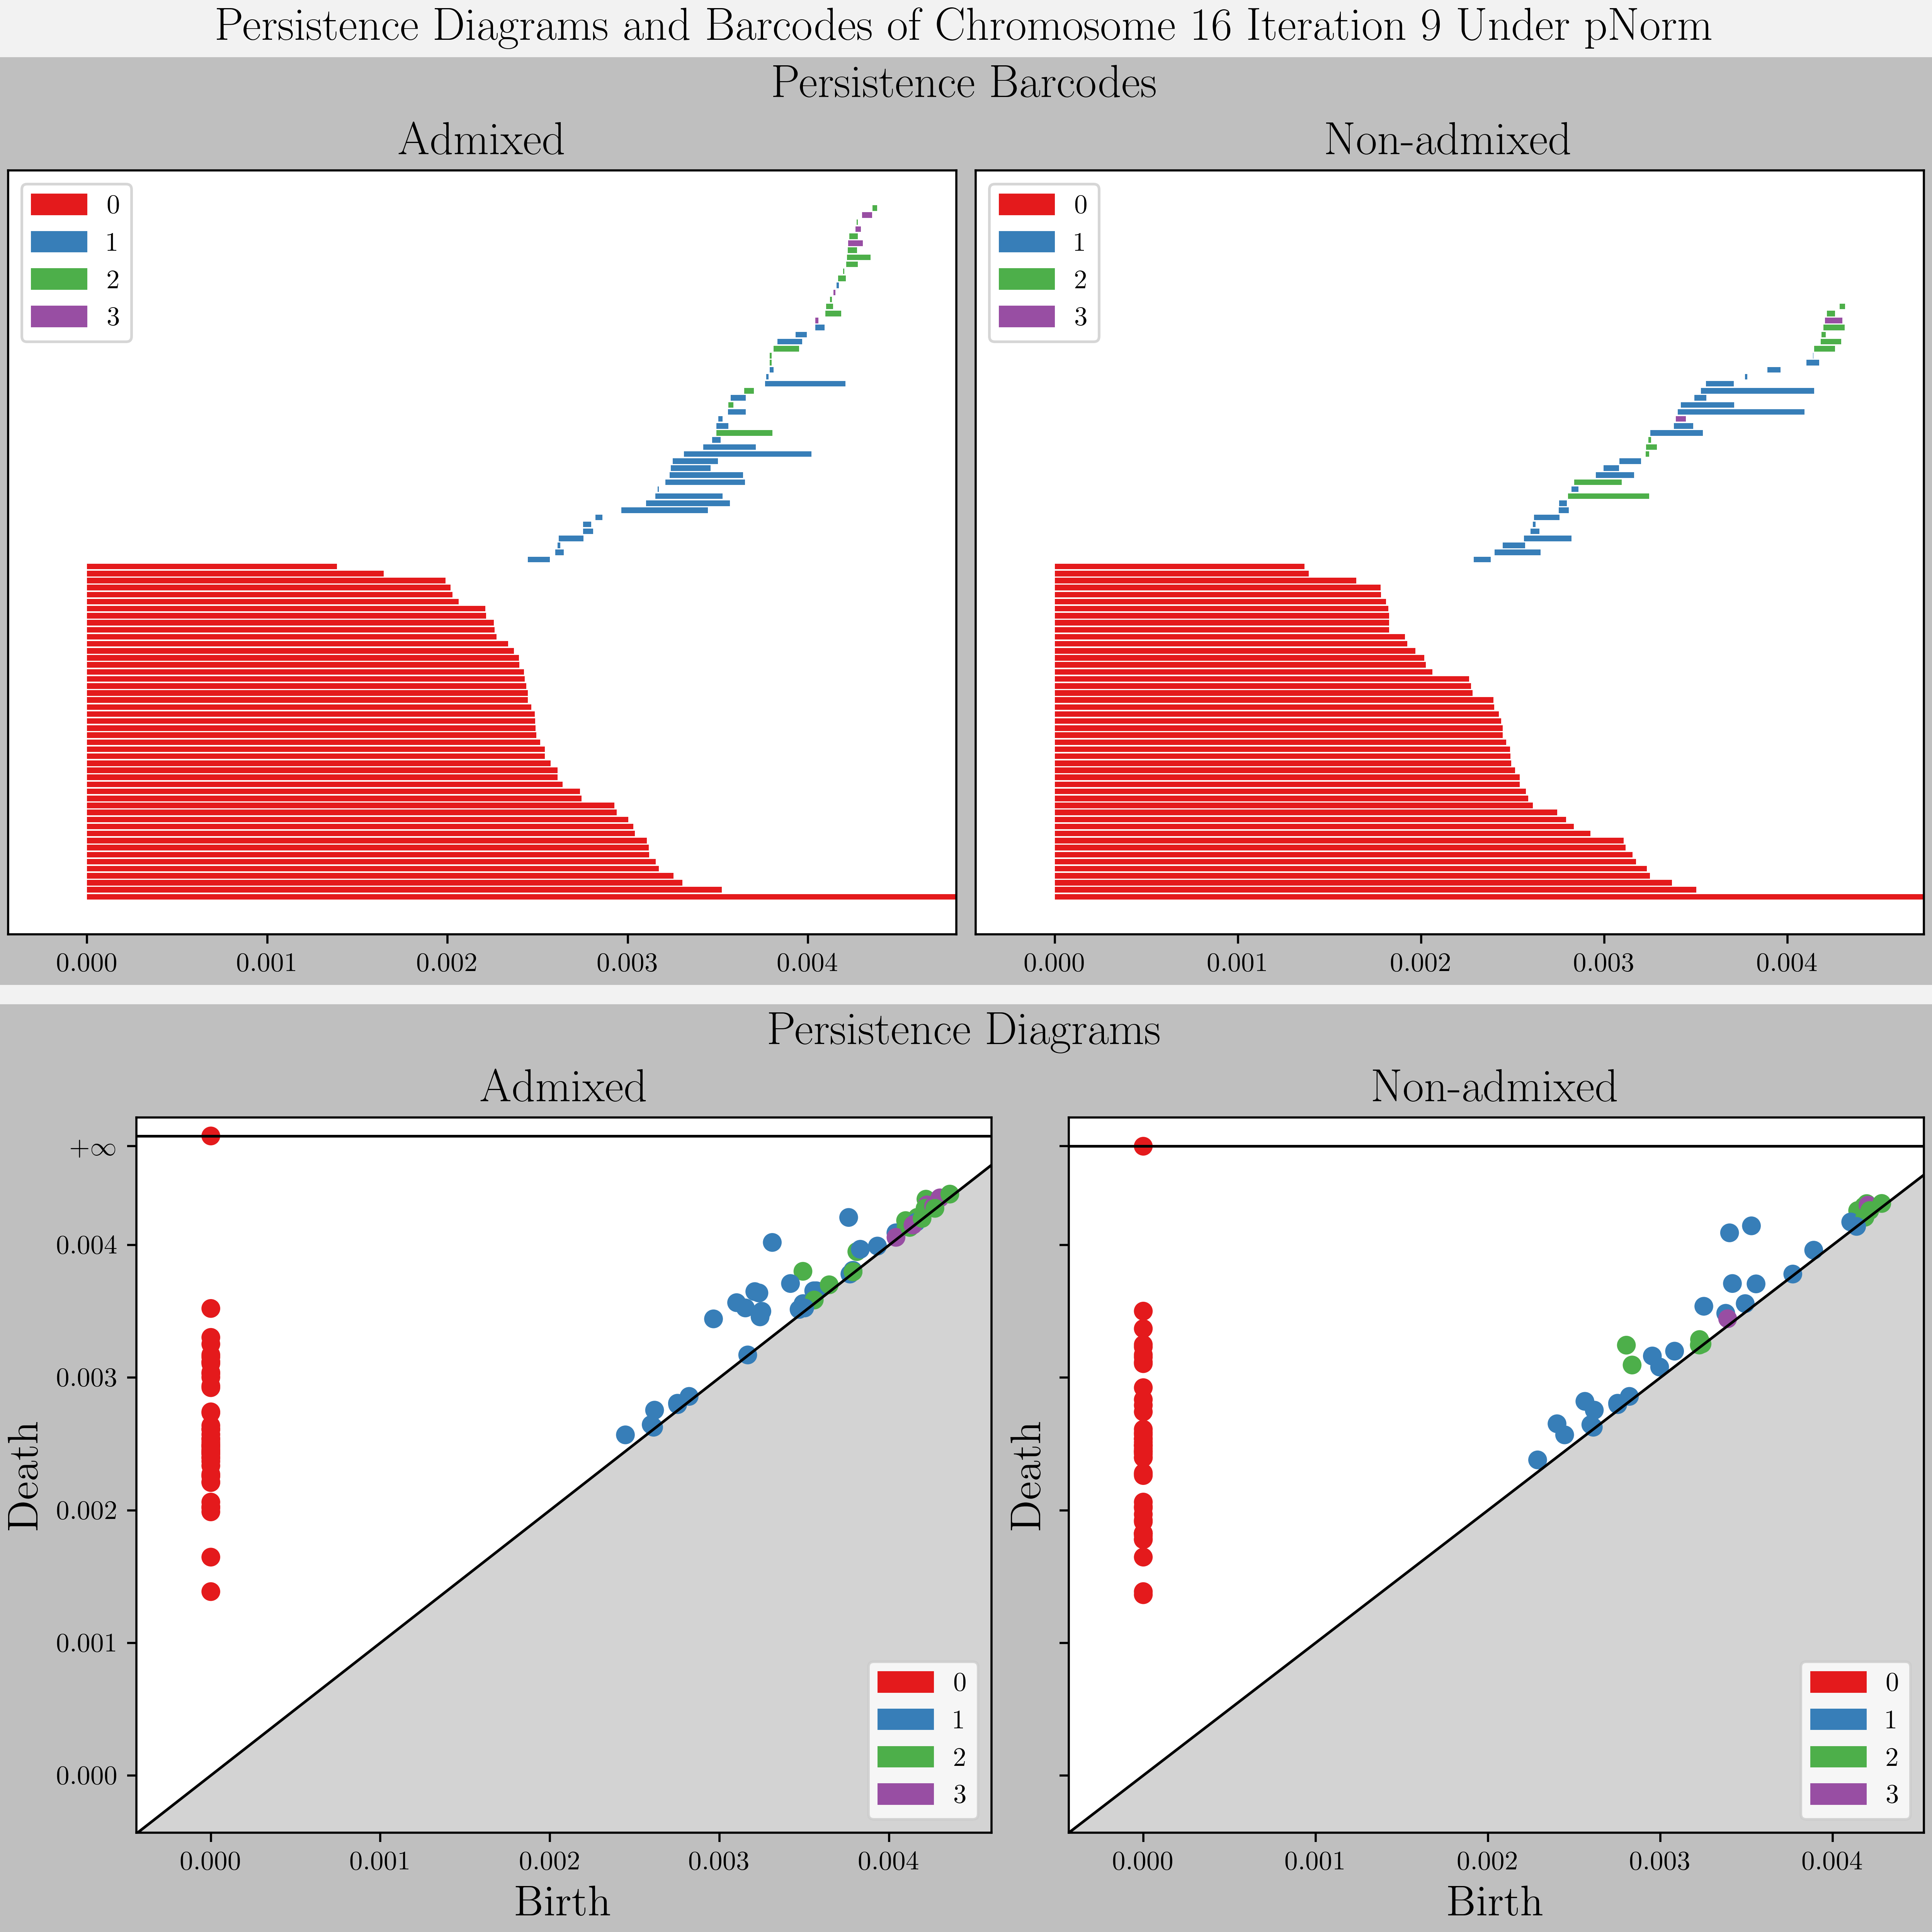 Persistence Diagrams and Barcodes of Chromosome 16 Iteration 9 Under pNorm
Persistence Barcodes
Admixed
Non-admixed
0
1
2
3
0
1
2
3
0.000 0.001 0.002 0.003 0.004
0.000 0.001 0.002 0.003 0.004
Persistence Diagrams
Admixed
Non-admixed
+∞
0.004
0.003
0.002
0.001
0.000
Death
Death
0
1
2
3
0
1
2
3
0.000 0.001 0.002 0.003 0.004
0.000 0.001 0.002 0.003 0.004
Birth
Birth